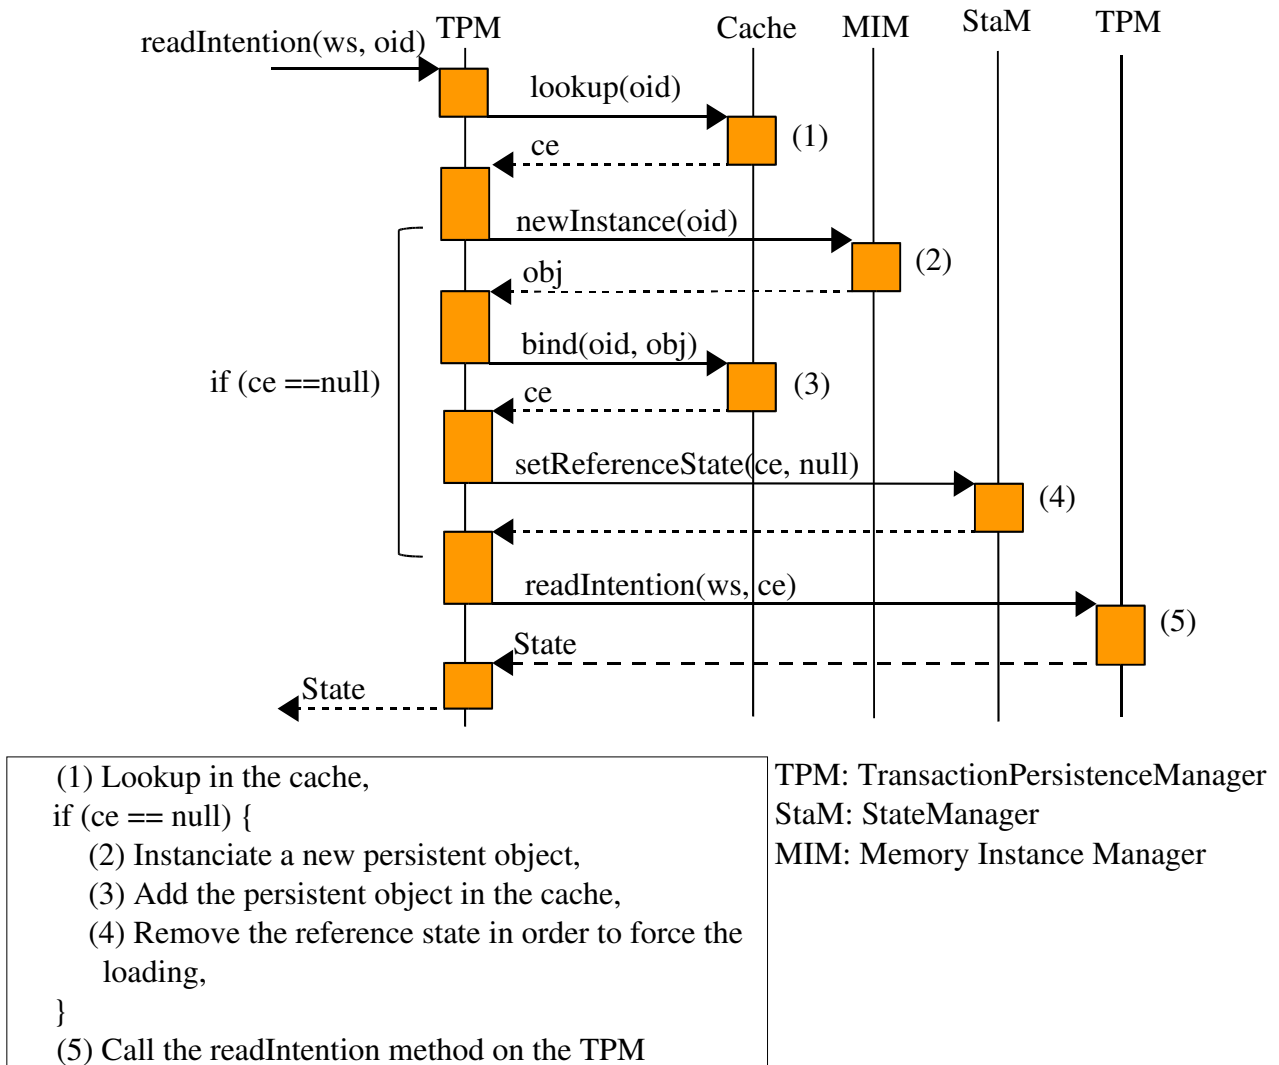 TPM
Cache
MIM
StaM
TPM
readIntention(ws, oid)
lookup(oid)
(1)
ce
newInstance(oid)
(2)
obj
bind(oid, obj)
if (ce ==null)
(3)
ce
setReferenceState(ce, null)
(4)
readIntention(ws, ce)
(5)
State
State
(1) Lookup in the cache,
if (ce == null) {
(2) Instanciate a new persistent object,
(3) Add the persistent object in the cache,
(4) Remove the reference state in order to force the
loading,
}
(5) Call the readIntention method on the TPM
TPM: TransactionPersistenceManager
StaM: StateManager
MIM: Memory Instance Manager